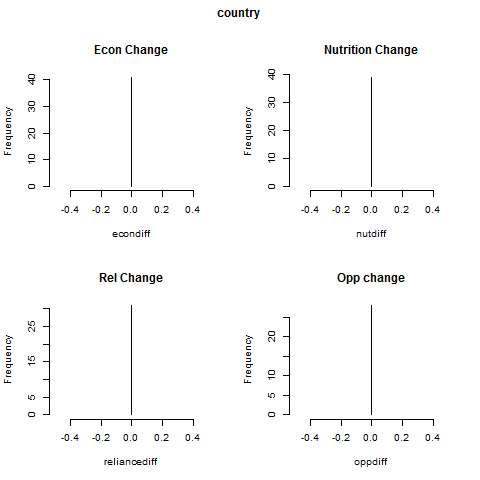 country
Econ Change
Frequency
0 10 20 30 40
-0.4 -0.2 0.0 0.2 0.4
econdiff
Nutrition Change
Frequency
0 10 20 30 40
-0.4 -0.2 0.0 0.2 0.4
nutdiff
Rel Change
Frequency
0 5 15 25
-0.4 -0.2 0.0 0.2 0.4
reliancediff
Opp change
Frequency
0 5 10 20
-0.4 -0.2 0.0 0.2 0.4
oppdiff